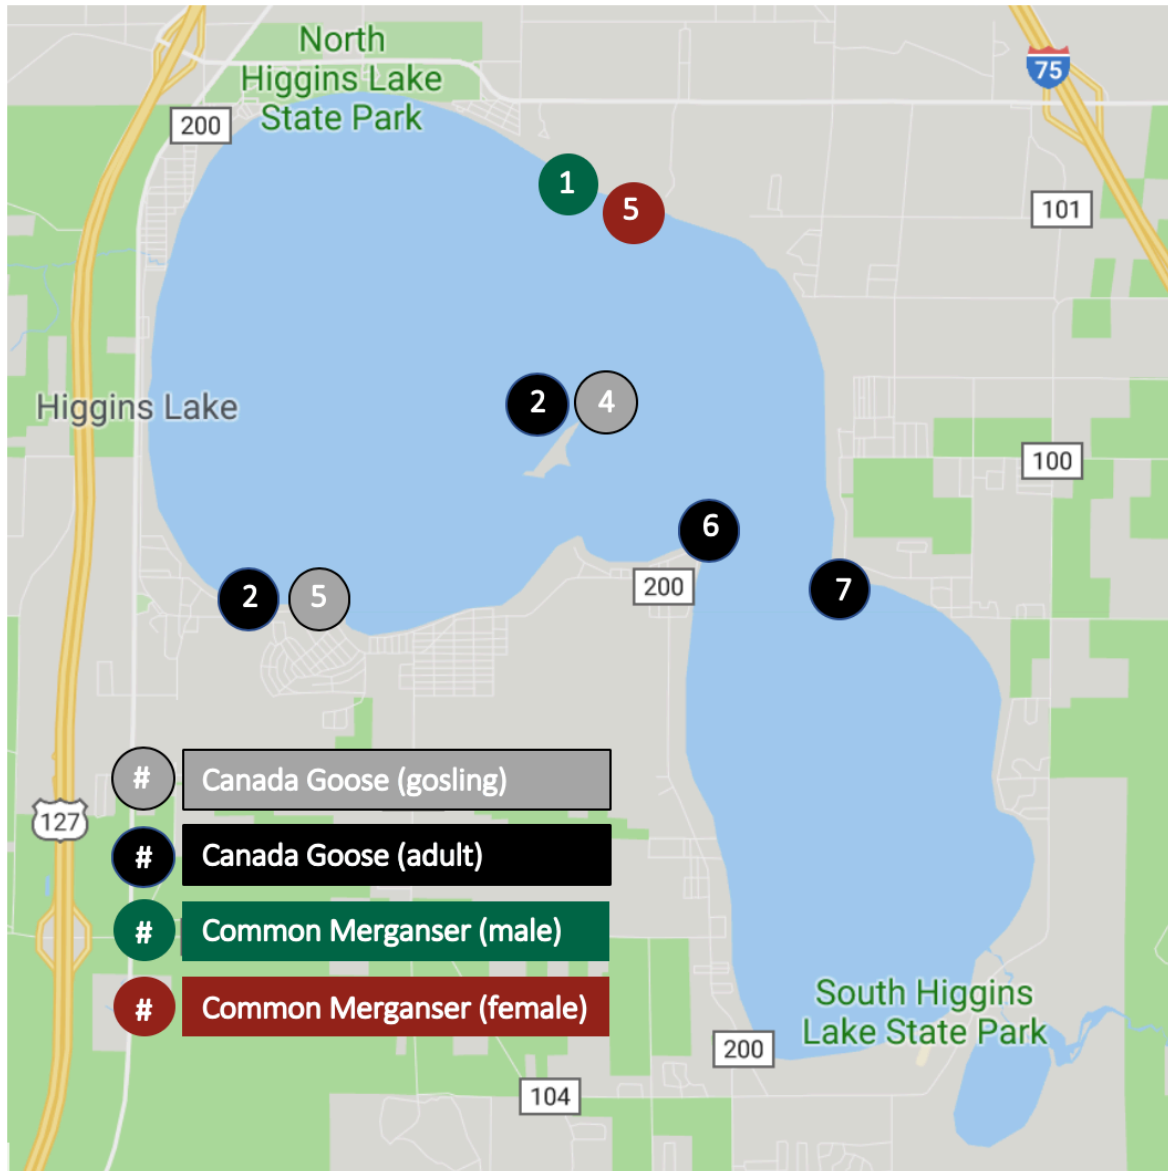 North
Higgins Lake
State Park
75
200
1
5
101
2
4
Higgins Lake
100
6
200
7
2
5
# Canada Goose (gosling)
# Canada Goose (adult)
127
# Common Merganser (male)
# Common Merganser (female)
South Higgins
Lake State Park
200
104